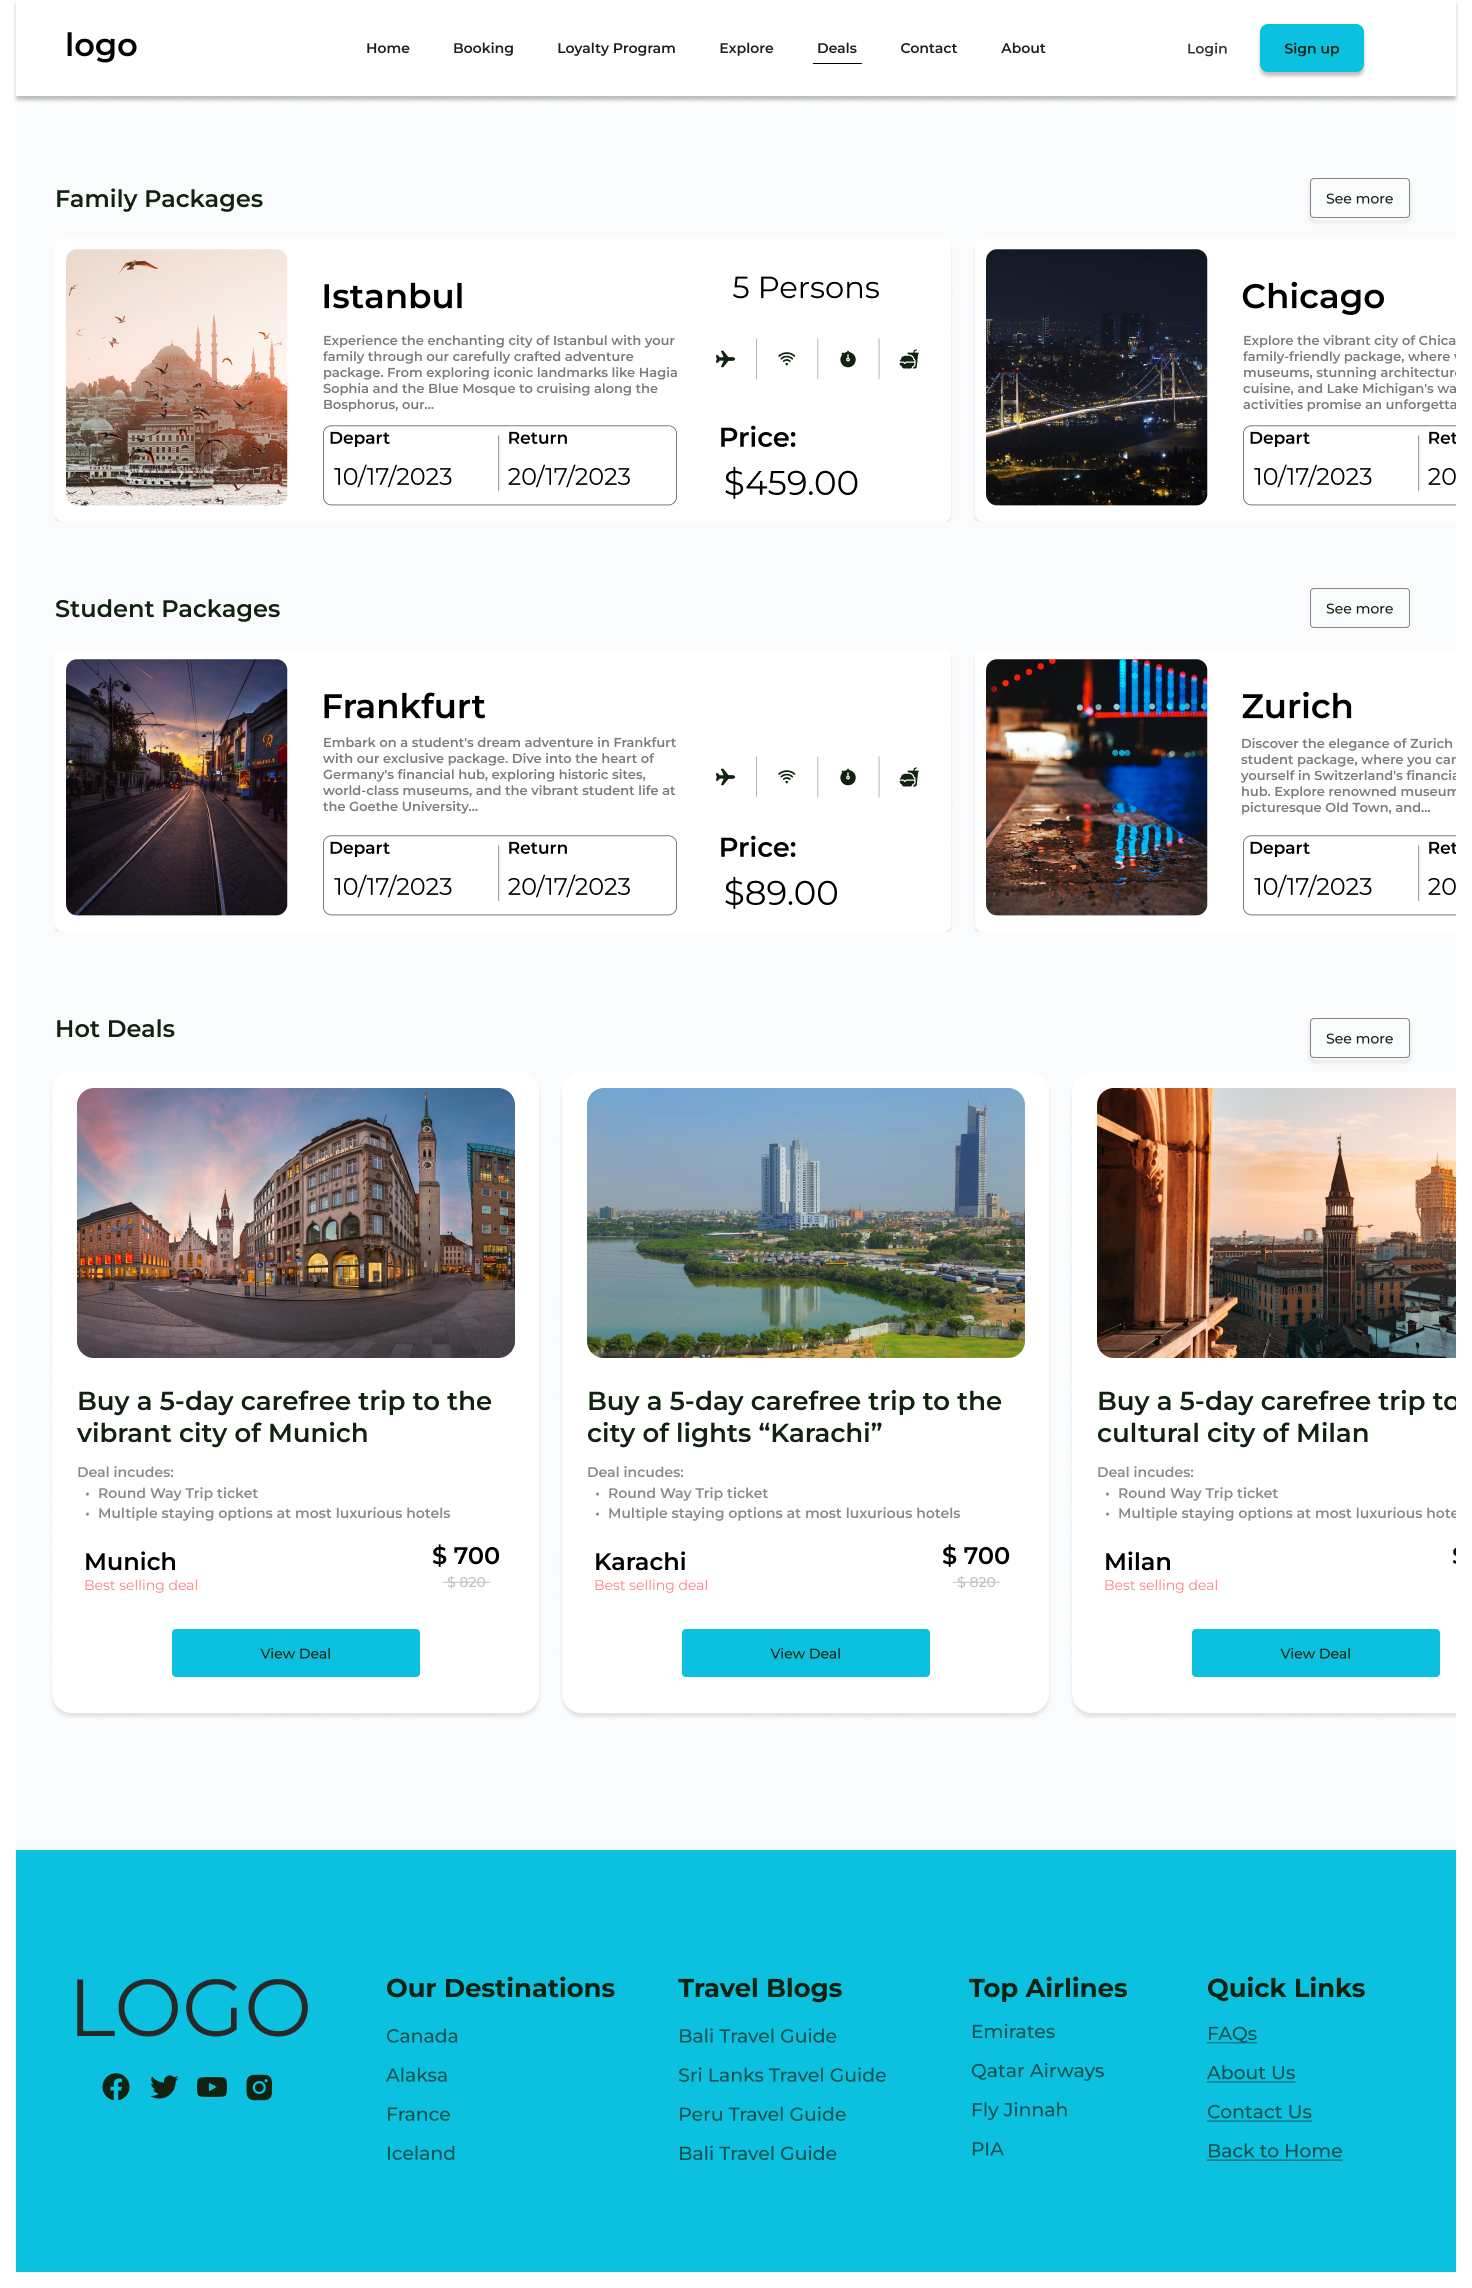 logo
Home
Booking
Loyalty Program
Explore
Deals
Contact
About
Login
Sign up
Family Packages
See more
Istanbul
Experience the enchanting city of Istanbul with your
family through our carefully crafted adventure
package. From exploring iconic landmarks like Hagia
Sophia and the Blue Mosque to cruising along the
Bosphorus, our...
Depart
10/17/2023
Return
20/17/2023
5 Persons
Price:
$459.00
Chicago
Explore the vibrant city of Chica
family-friendly package, where
museums, stunning architectur
cuisine, and Lake Michigan's wa
activities promise an unforgetta
Depart
10/17/2023
Ret
20
Student Packages
See more
Frankfurt
Embark on a student's dream adventure in Frankfurt
with our exclusive package. Dive into the heart of
Germany's financial hub, exploring historic sites,
world-class museums, and the vibrant student life at
the Goethe University...
Depart
10/17/2023
Return
20/17/2023
Price:
$89.00
Zurich
Discover the elegance of Zurich
student package, where you can
yourself in Switzerland's financia
hub. Explore renowned museum
picturesque Old Town, and...
Depart
10/17/2023
Ret
20
Hot Deals
See more
Buy a 5-day carefree trip to the
vibrant city of Munich
Deal incudes:
• Round Way Trip ticket
• Multiple staying options at most luxurious hotels
Munich
Best selling deal
$ 700
$ 820
View Deal
Buy a 5-day carefree trip to the
city of lights “Karachi”
Deal incudes:
• Round Way Trip ticket
• Multiple staying options at most luxurious hotels
Karachi
Best selling deal
$ 700
$ 820
View Deal
Buy a 5-day carefree trip to
cultural city of Milan
Deal incudes:
• Round Way Trip ticket
• Multiple staying options at most luxurious hote
Milan
Best selling deal
View Deal
LOGO
Our Destinations
Canada
Alaksa
France
Iceland
Travel Blogs
Bali Travel Guide
Sri Lanks Travel Guide
Peru Travel Guide
Bali Travel Guide
Top Airlines
Emirates
Qatar Airways
Fly Jinnah
PIA
Quick Links
FAQs
About Us
Contact Us
Back to Home